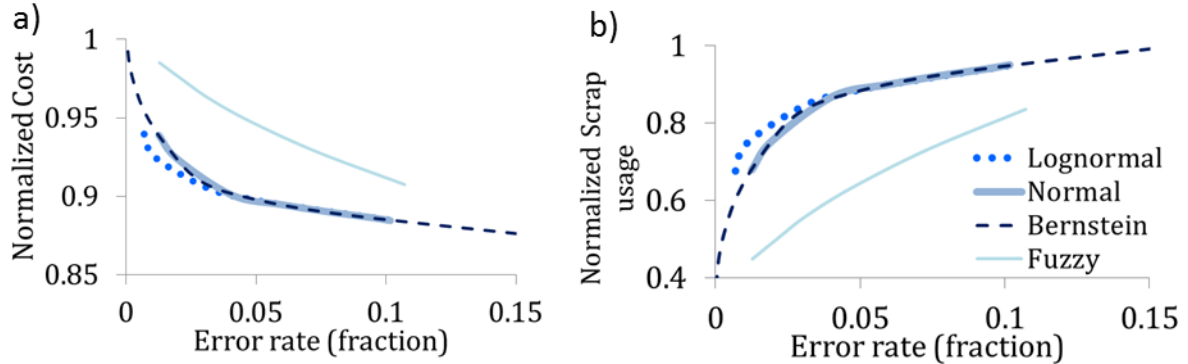 a)
Normalized Cost
1
0.95
0.9
0.85
0
0.05
0.1
0.15
Error rate (fraction)
b)
Normalized Scrap
usage
1
0.8
0.6
0.4
0
0.05
0.1
0.15
Error rate (fraction)
Lognormal
Normal
Bernstein
Fuzzy